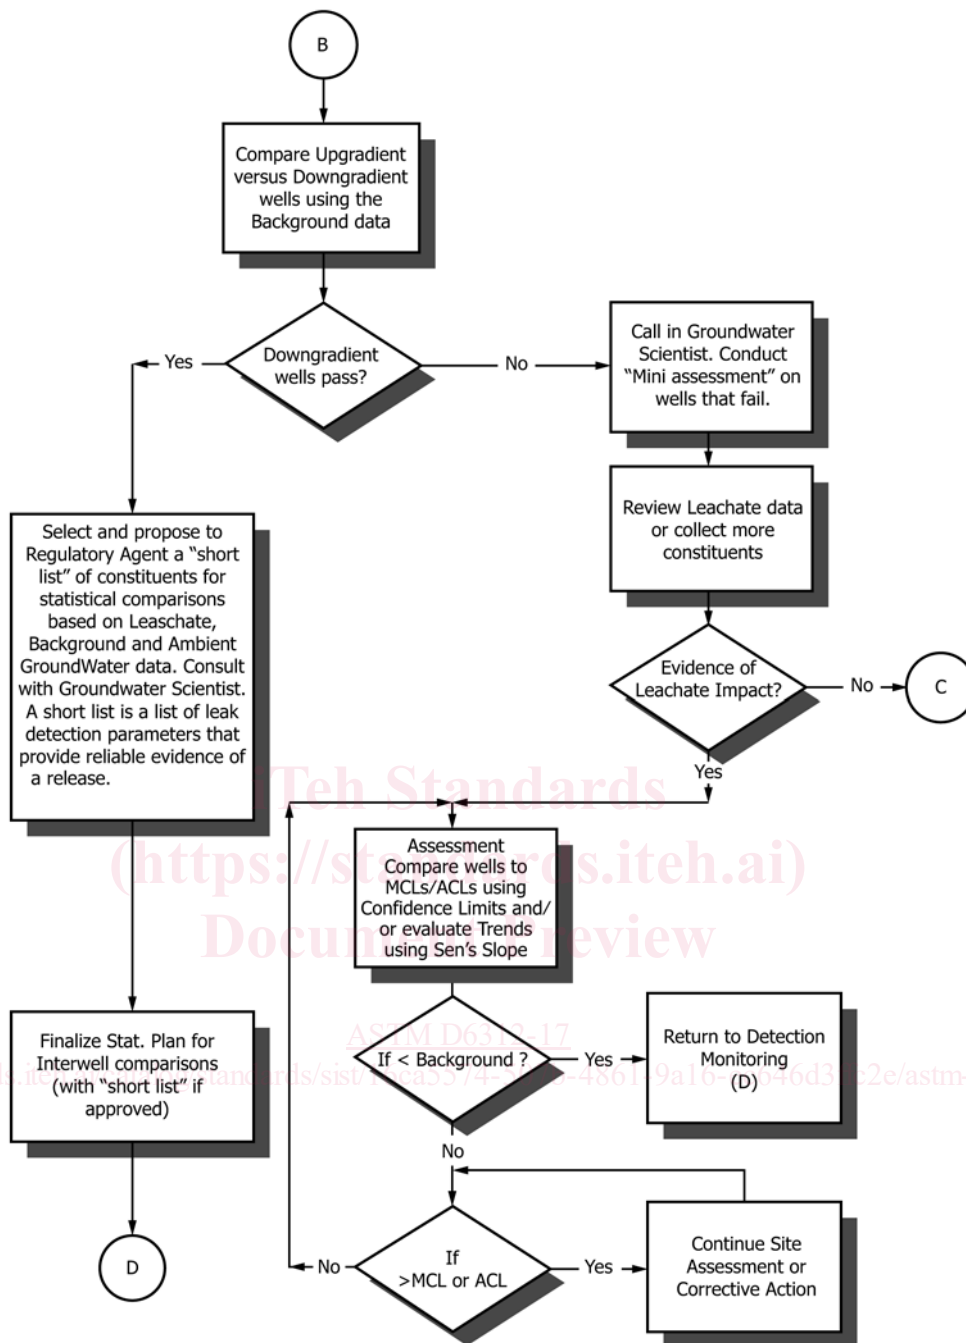 B
Compare Upgradient
versus Downgradient
wells using the
Background data
Downgradient
wells pass?
Yes
No
Call in Groundwater
Scientist. Conduct
“Mini assessment” on
wells that fail.
Review Leachate data
or collect more
constituents
Evidence of
Leachate Impact?
No
C
Yes
Select and propose to
Regulatory Agent a “short
list” of constituents for
statistical comparisons
based on Leaschate,
Background and Ambient
GroundWater data. Consult
with Groundwater Scientist.
A short list is a list of leak
detection parameters that
provide reliable evidence of
a release.
iTeh Standards
(https://standards.iteh.ai)
Document Preview
Assessment
Compare wells to
MCLs/ACLs using
Confidence Limits and/
or evaluate Trends
using Sen’s Slope
ASTM D6312-17
Finalize Stat. Plan for
Interwell comparisons
(with “short list” if
approved)
If < Background ?
Yes
Return to Detection
Monitoring
(D)
No
D
No
If
>MCL or ACL
Yes
Continue Site
Assessment or
Corrective Action